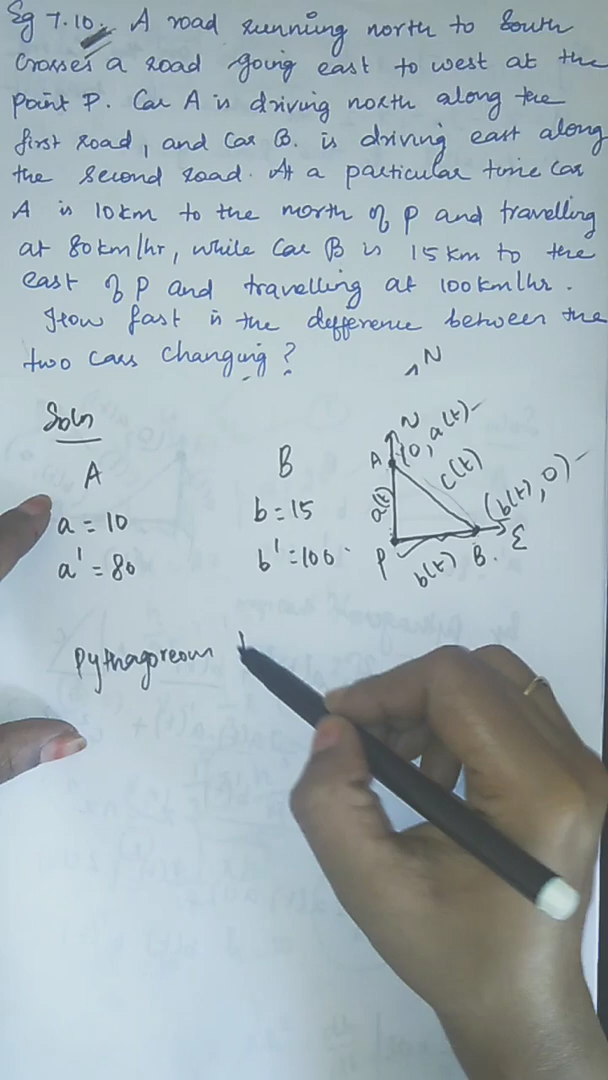 Eg 7.10. A road running north to South
Crosses a road going east to west at the
point P. Car A is driving north along the
first road, and Car B. is driving east along
the second road. At a particular time car
A is 10km to the north of P and travelling
at 80km/hr, while Car B is 15km to the
east of P and travelling at 100km/hr.
How fast is the difference between the
two cars changing?
N
Soln
A
a = 10
a' = 80
B
b = 15
b' = 100
N
(0, a(t))
A
a(t)
C(t)
(b(t), 0)
P
b(t)
B.
E
Pythagorean